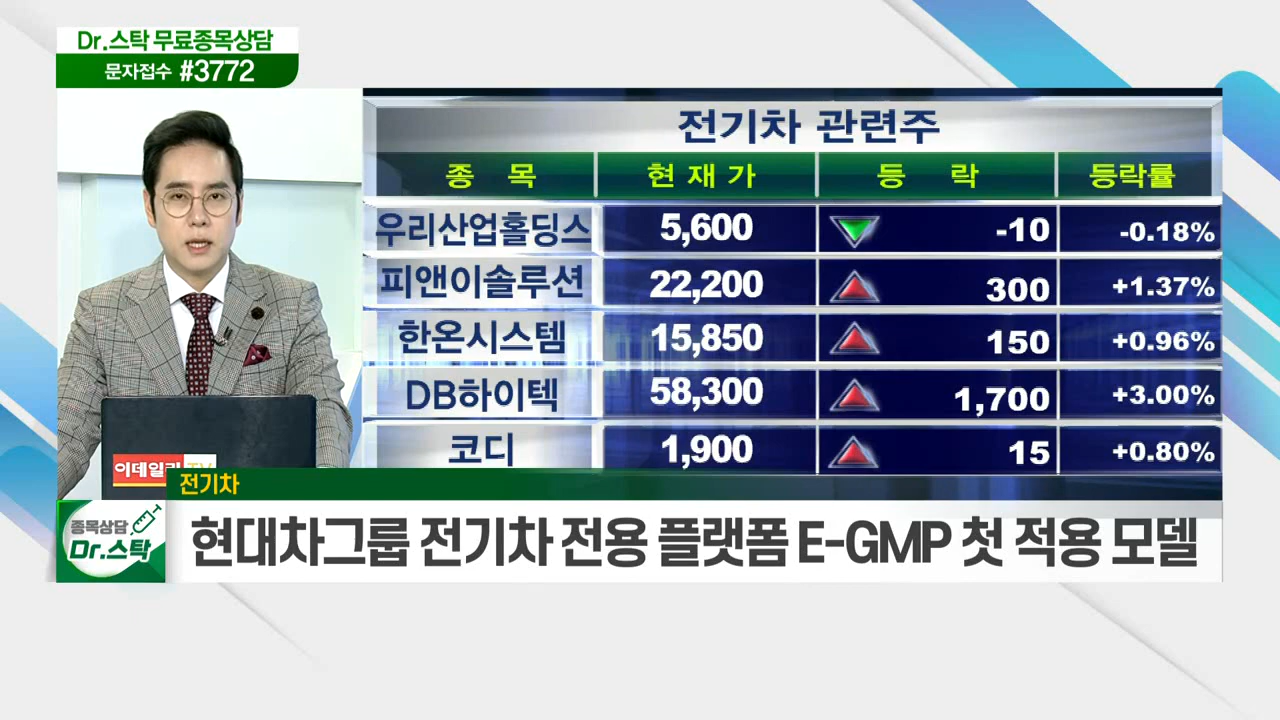 Dr.스탁 무료종목상담
문자접수 #3772
전기차 관련주
종 목 현재가 등 락 등락률
우리산업홀딩스 5,600 -10 -0.18%
피앤이솔루션 22,200 300 +1.37%
한온시스템 15,850 150 +0.96%
DB하이텍 58,300 1,700 +3.00%
코디 1,900 15 +0.80%
이데일리 TV
전기차
종목상담
Dr.스탁
현대차그룹 전기차 전용 플랫폼 E-GMP 첫 적용 모델